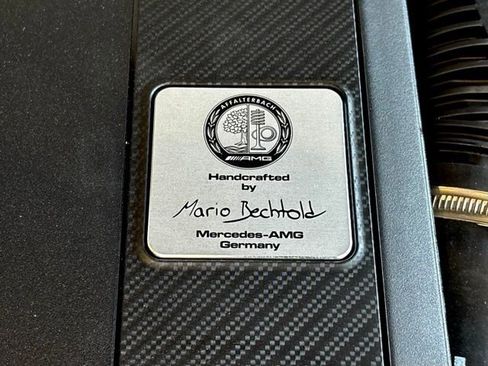 AFFALTERBACH
AMG
Handcrafted
by
Mario Bechtold
Mercedes-AMG
Germany